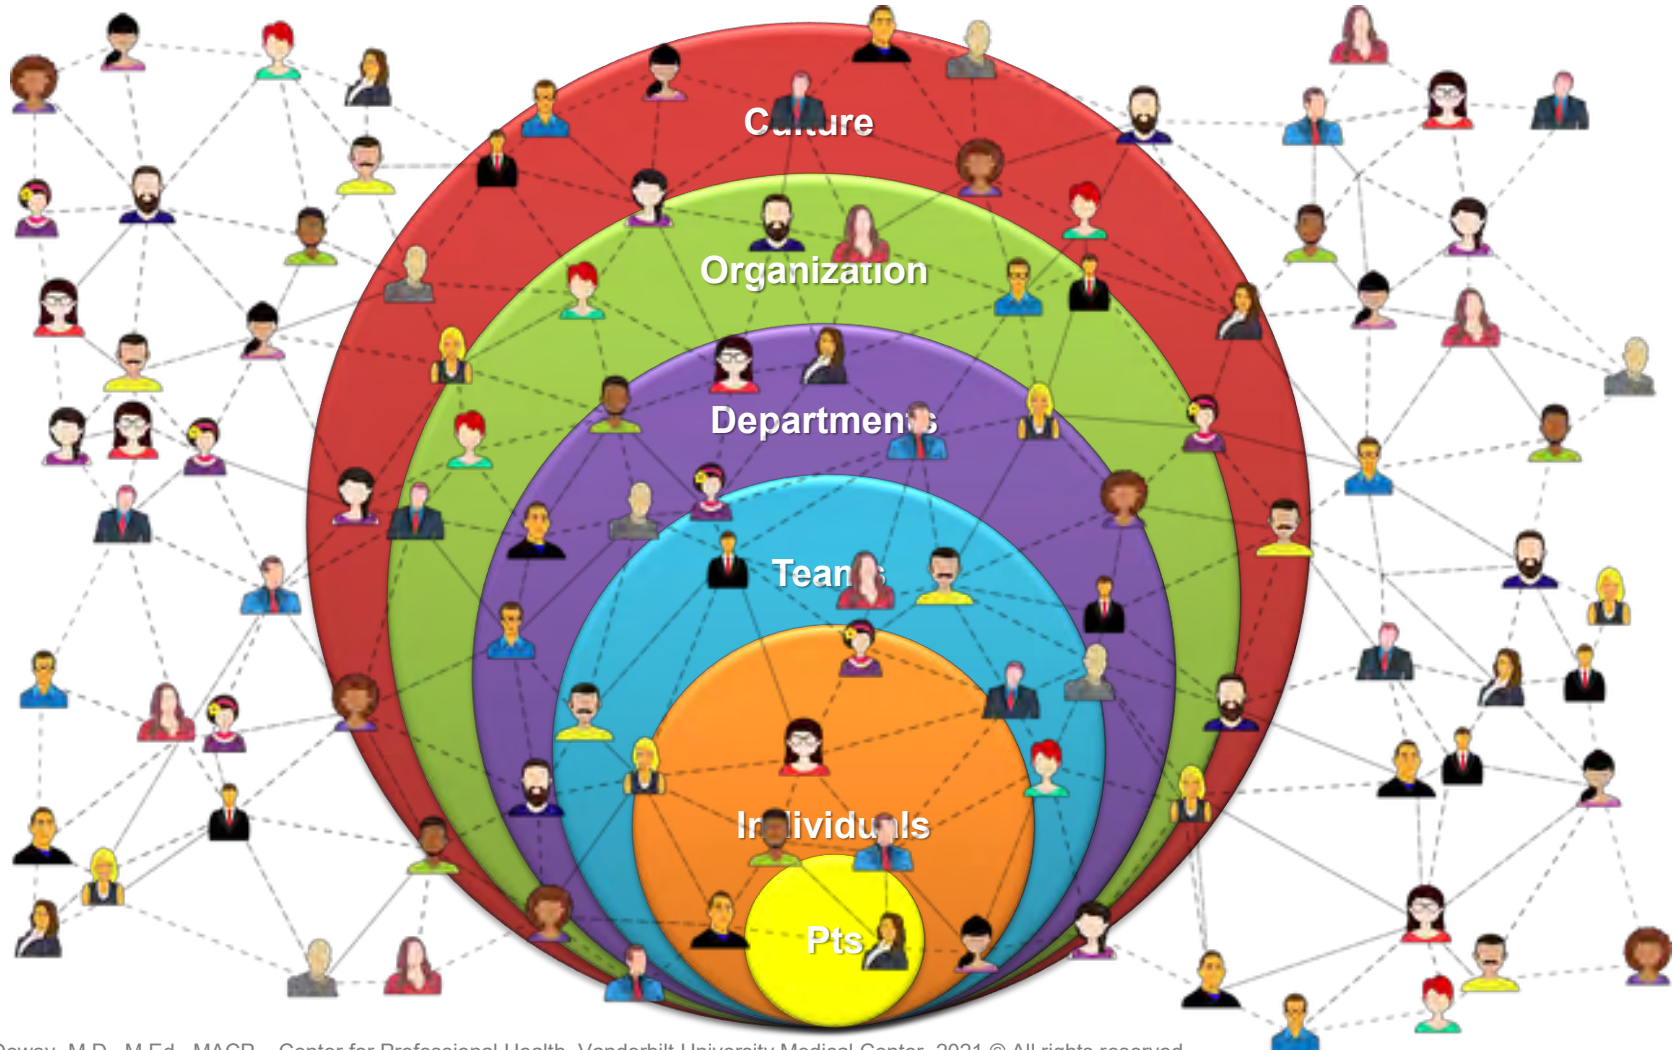 Culture
Organization
Departments
Teams
Individuals
Pts
Dewey, M.D., M.Ed., MACP – Center for Professional Health, Vanderbilt University Medical Center, 2021 © All rights reserved